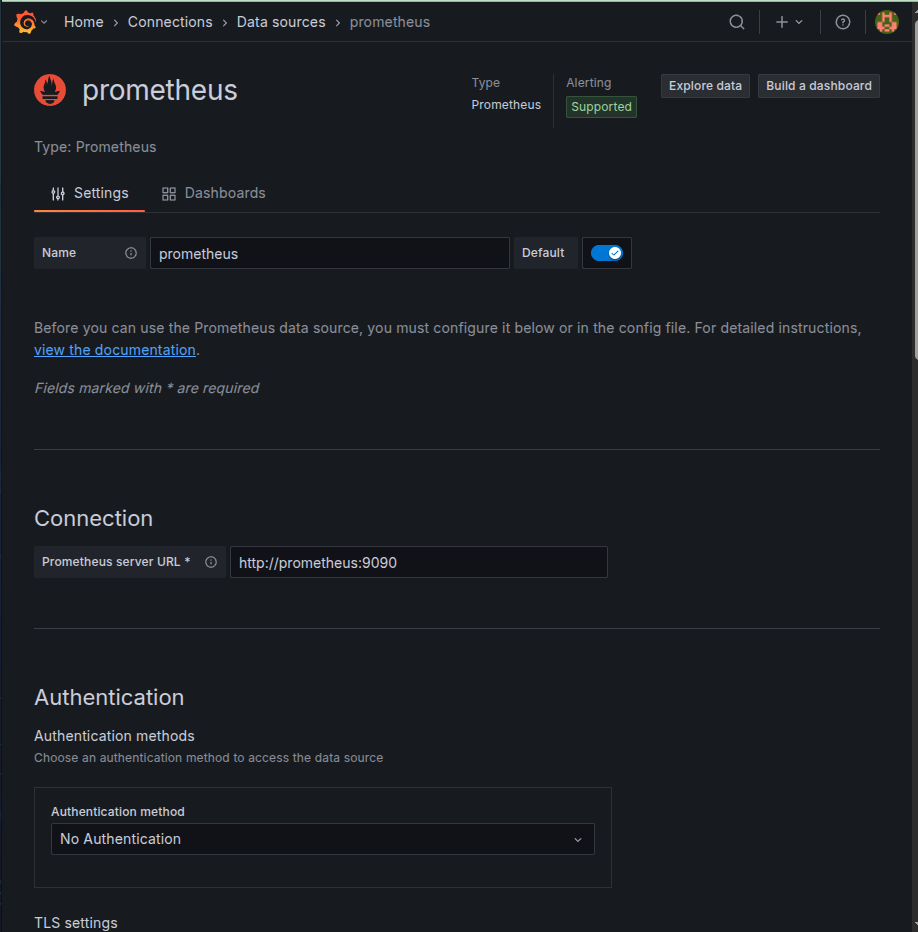 Home › Connections › Data sources › prometheus
prometheus
Type
Prometheus
Alerting
Supported
Explore data
Build a dashboard
Type: Prometheus
Settings
Dashboards
Name
prometheus
Default
Before you can use the Prometheus data source, you must configure it below or in the config file. For detailed instructions,
view the documentation.
Fields marked with * are required
Connection
Prometheus server URL *
http://prometheus:9090
Authentication
Authentication methods
Choose an authentication method to access the data source
Authentication method
No Authentication
TLS settings